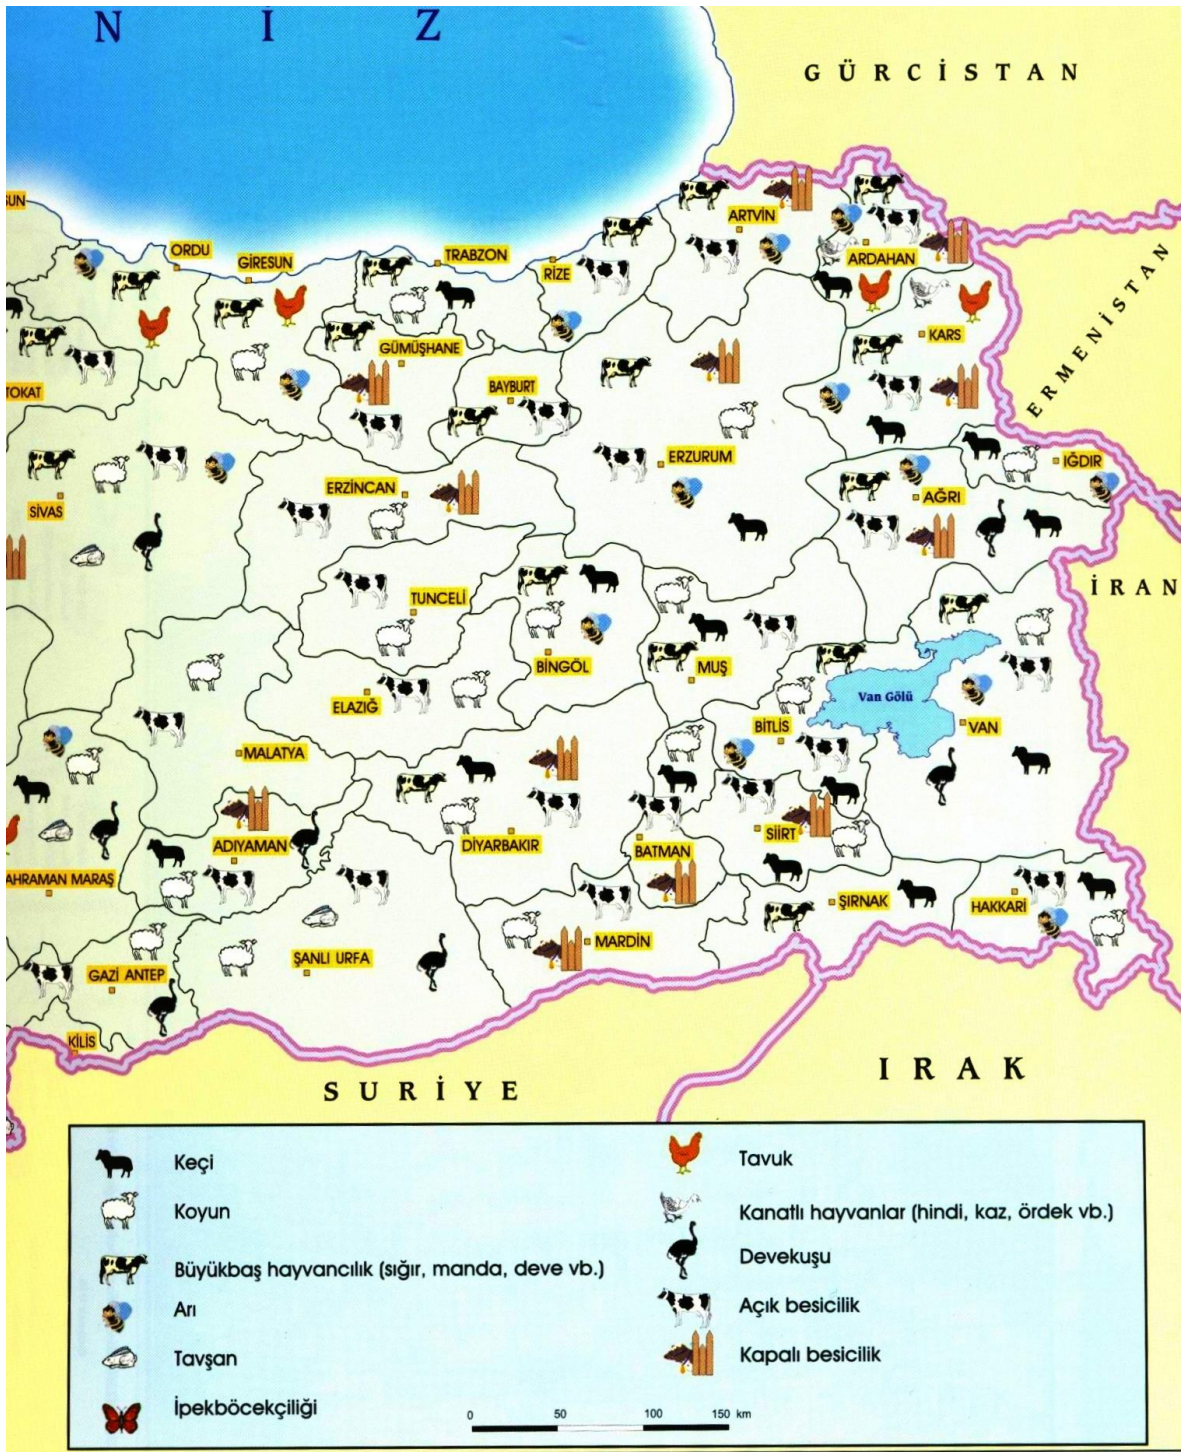 N İ Z
GÜRCİSTAN
SUN
ORDU
GİRESUN
TRABZON
RİZE
ARTVİN
ARDAHAN
ERMENİSTAN
KARS
GÜMÜŞHANE
BAYBURT
TOKAT
ERZURUM
IĞDIR
SİVAS
ERZİNCAN
AĞRI
İRAN
TUNCELİ
BİNGÖL
MUŞ
ELAZIĞ
Van Gölü
BİTLİS
VAN
MALATYA
ADIYAMAN
DİYARBAKIR
BATMAN
SİİRT
AHRAMAN MARAŞ
ŞIRNAK
HAKKARİ
MARDİN
ŞANLI URFA
GAZİ ANTEP
KİLİS
SURİYE
IRAK
Keçi
Koyun
Büyükbaş hayvancılık (sığır, manda, deve vb.)
Arı
Tavşan
İpekböcekçiliği
Tavuk
Kanatlı hayvanlar (hindi, kaz, ördek vb.)
Devekuşu
Açık besicilik
Kapalı besicilik
0 50 100 150 km